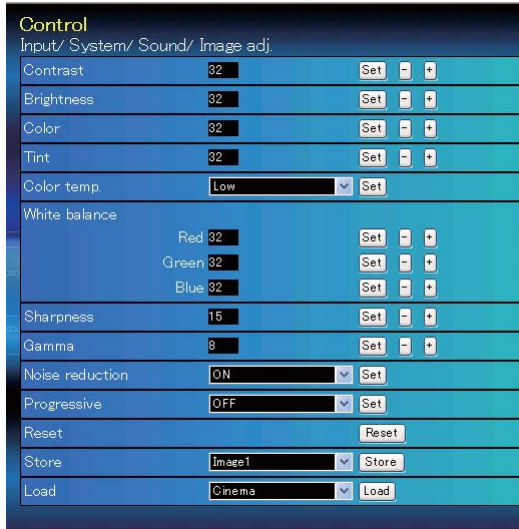 Control
Input/ System/ Sound/ Image adj.
Contrast 32 Set - +
Brightness 32 Set - +
Color 32 Set - +
Tint 32 Set - +
Color temp. Low Set
White balance
Red 32 Set - +
Green 32 Set - +
Blue 32 Set - +
Sharpness 15 Set - +
Gamma 8 Set - +
Noise reduction ON Set
Progressive OFF Set
Reset Reset
Store Image1 Store
Load Cinema Load